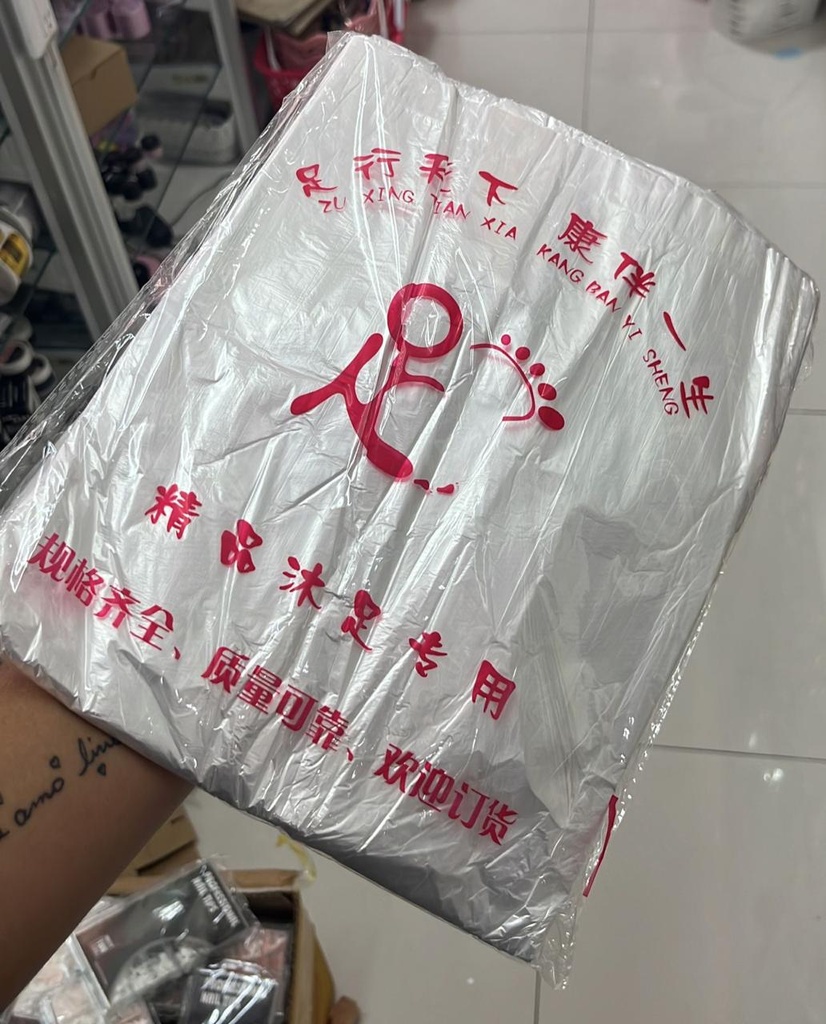 足行天下 康伴一生
ZU XING TIAN XIA KANG BAN YI SHENG
精品沐足专用
规格齐全、质量可靠、欢迎订货
amo